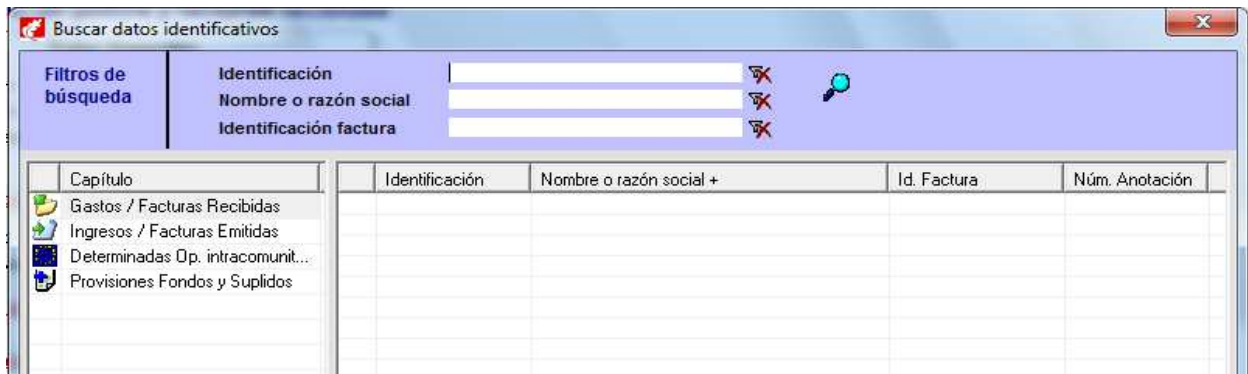 Buscar datos identificativos
Filtros de búsqueda
Identificación
Nombre o razón social
Identificación factura
Capítulo
Identificación
Nombre o razón social +
Id. Factura
Núm. Anotación
Gastos / Facturas Recibidas
Ingresos / Facturas Emitidas
Determinadas Op. intracomunit...
Provisiones Fondos y Suplidos